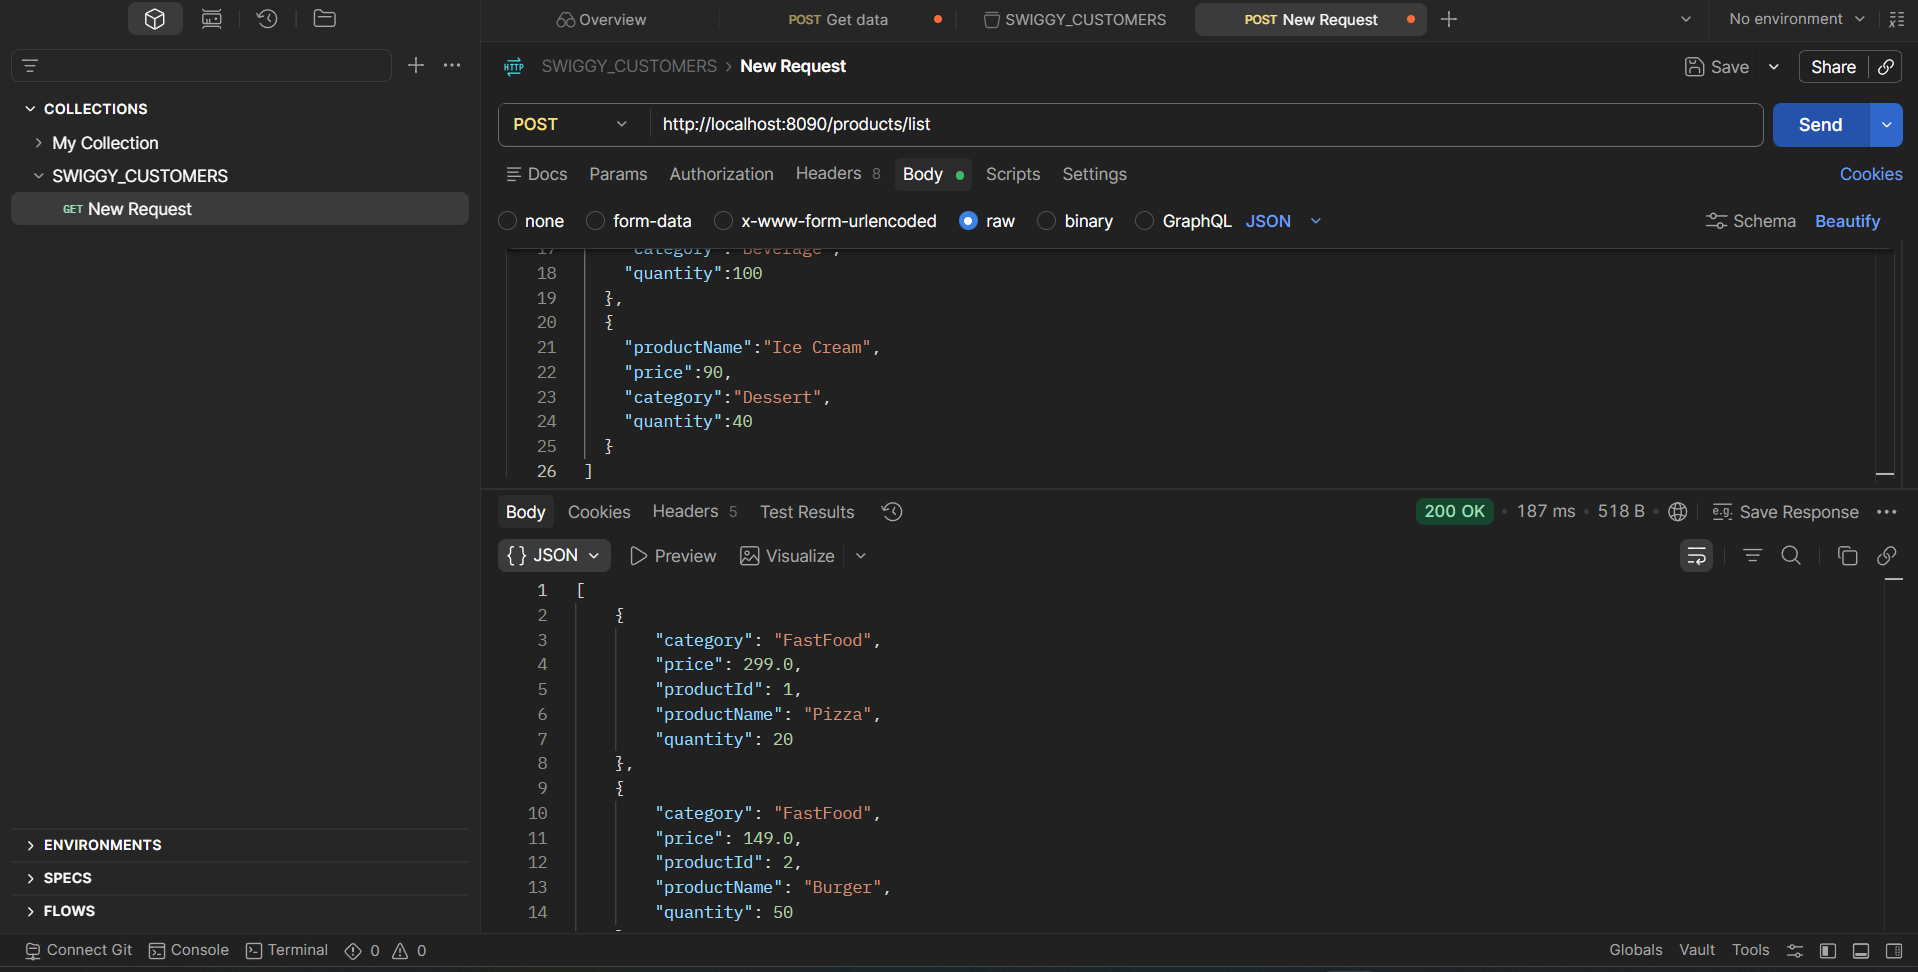 Overview
POST Get data
SWIGGY_CUSTOMERS
POST New Request
No environment
COLLECTIONS
My Collection
SWIGGY_CUSTOMERS
GET New Request
ENVIRONMENTS
SPECS
FLOWS
HTTP SWIGGY_CUSTOMERS > New Request
Save
Share
POST http://localhost:8090/products/list
Send
Docs Params Authorization Headers 8 Body Scripts Settings
Cookies
none form-data x-www-form-urlencoded raw binary GraphQL JSON
Schema Beautify
17 "category":"Beverage",
18 "quantity":100
19 },
20 {
21 "productName":"Ice Cream",
22 "price":90,
23 "category":"Dessert",
24 "quantity":40
25 }
26 ]
Body Cookies Headers 5 Test Results
200 OK • 187 ms • 518 B • e.g. Save Response
{} JSON Preview Visualize
1 [
2 {
3 "category": "FastFood",
4 "price": 299.0,
5 "productId": 1,
6 "productName": "Pizza",
7 "quantity": 20
8 },
9 {
10 "category": "FastFood",
11 "price": 149.0,
12 "productId": 2,
13 "productName": "Burger",
14 "quantity": 50
Connect Git Console Terminal 0 0
Globals Vault Tools